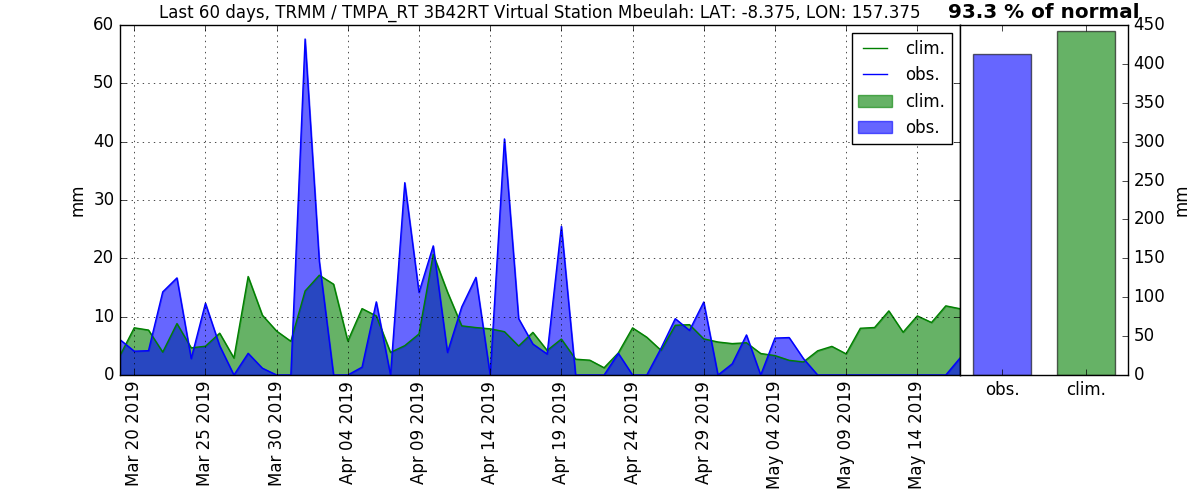 Last 60 days, TRMM / TMPA_RT 3B42RT Virtual Station Mbeulah: LAT: -8.375, LON: 157.375
93.3 % of normal
60
50
40
30
20
10
0
mm
clim.
obs.
clim.
obs.
450
400
350
300
250
200
150
100
50
0
mm
obs.
clim.
Mar 20 2019
Mar 25 2019
Mar 30 2019
Apr 04 2019
Apr 09 2019
Apr 14 2019
Apr 19 2019
Apr 24 2019
Apr 29 2019
May 04 2019
May 09 2019
May 14 2019